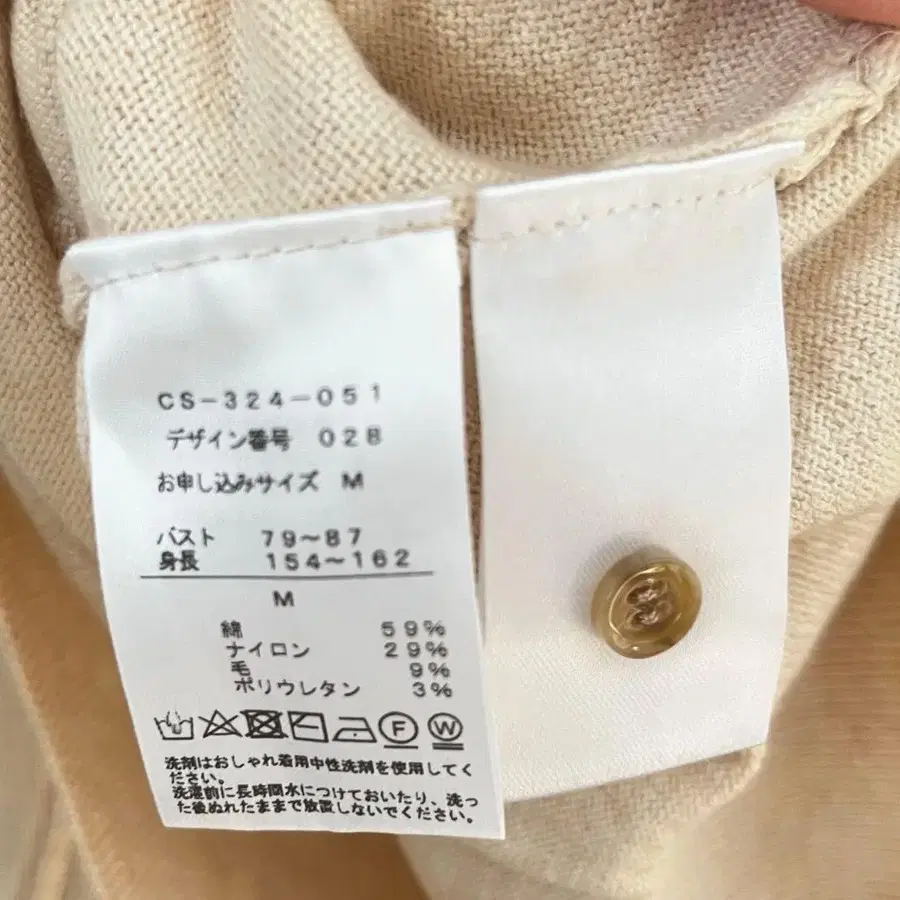 CS-324-051
デザイン番号 028
お申し込みサイズ M
バスト 79~87
身長 154~162
M
綿 59%
ナイロン 29%
毛 9%
ポリウレタン 3%
F W
洗剤はおしゃれ着用中性洗剤を使用してく
ださい。
洗濯前に長時間水につけておいたり、洗っ
た後ぬれたままで放置しないでください。